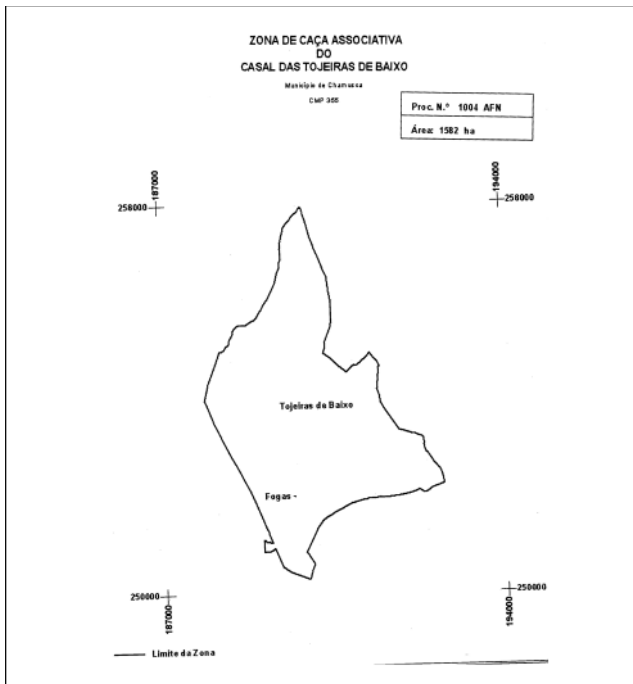 ZONA DE CAÇA ASSOCIATIVA
DO
CASAL DAS TOJEIRAS DE BAIXO
Município de Chamusca
CMP 355
Proc. N.º 1004 AFN
Área: 1582 ha
187000
258000
194000
258000
Tojeiras de Baixo
Fogas -
250000
187000
250000
194000
Limite da Zona